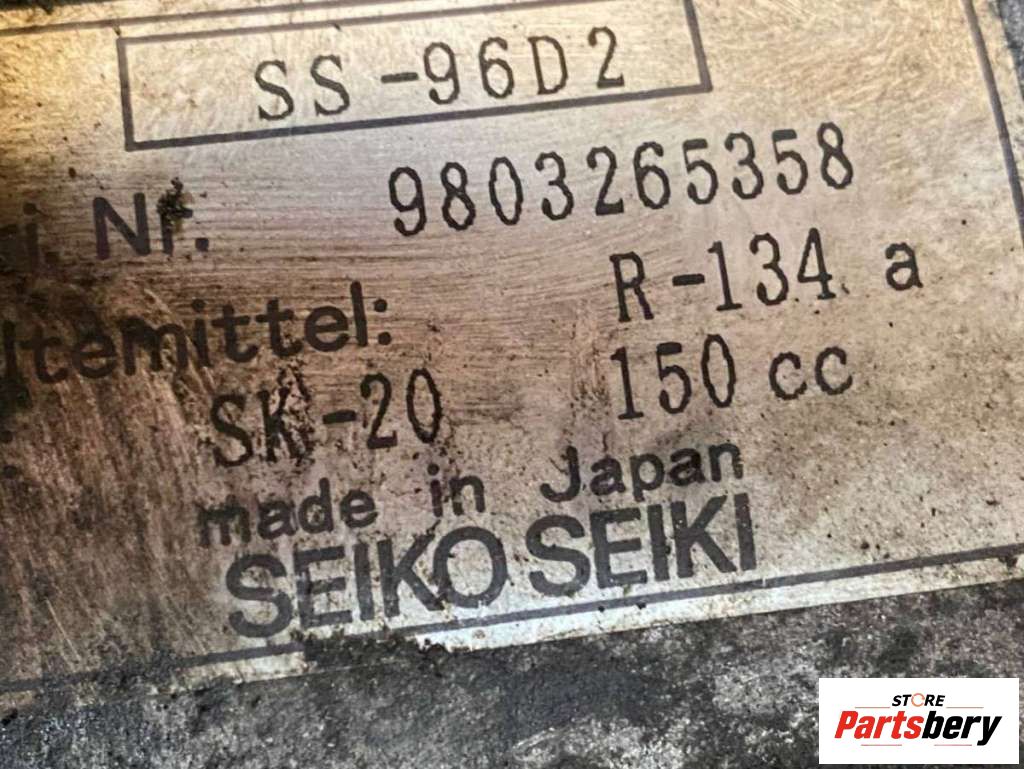 SS-96D2
Nr. 9803265358
ltemittel: R-134 a
SK-20 150 cc
made in Japan
SEIKO SEIKI
STORE
Partsbery